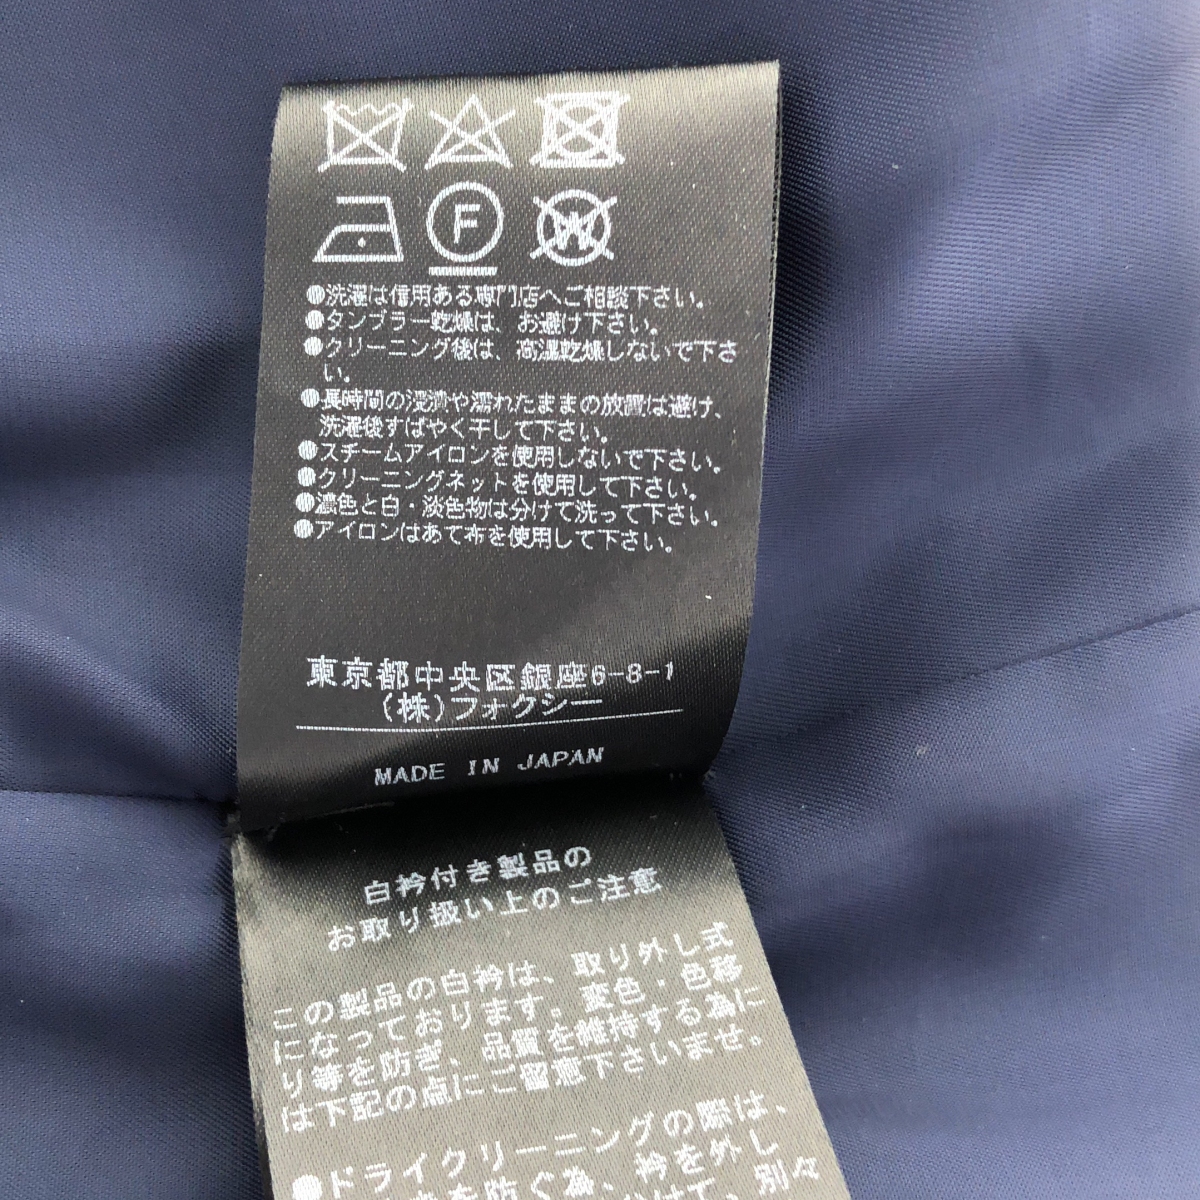 F
W
●洗濯は信用ある専門店へご相談下さい。
●タンブラー乾燥は、お避け下さい。
●クリーニング後は、高温乾燥しないで下さ
い。
●長時間の浸漬や濡れたままの放置は避け、
洗濯後すばやく干して下さい。
●スチームアイロンを使用しないで下さい。
●クリーニングネットを使用して下さい。
●濃色と白・淡色物は分けて洗って下さい。
●アイロンはあて布を使用して下さい。
東京都中央区銀座6-8-1
(株)フォクシー
MADE IN JAPAN
白衿付き製品の
お取り扱い上のご注意
この製品の白衿は、取り外し式
になっております。変色・色移
り等を防ぎ、品質を維持する為に
は下記の点にご留意下さいませ。
●ドライクリーニングの際は、
を防ぐ為、衿を外し
けて、別々